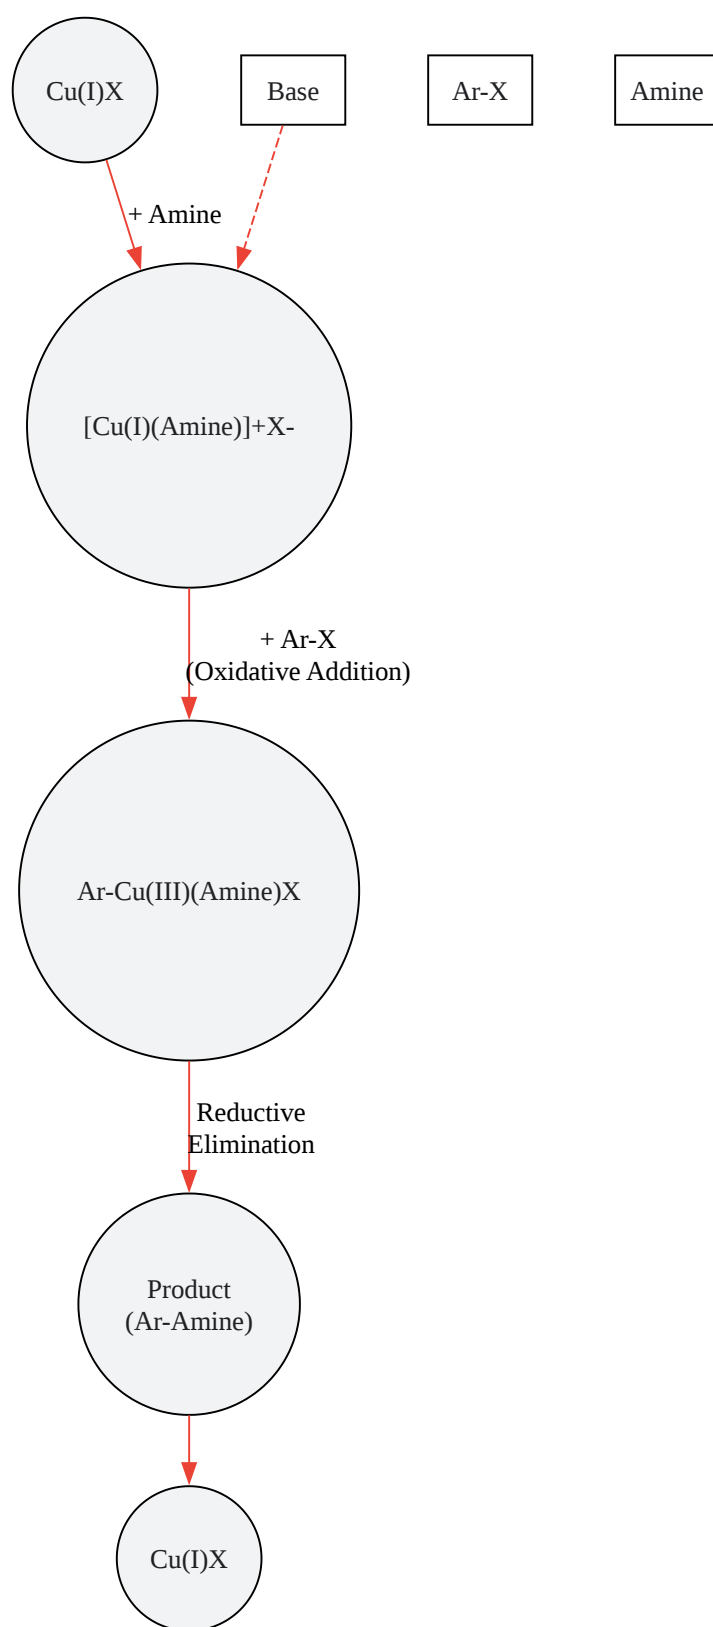 Cu(I)X
Base
Ar-X
Amine
+ Amine
[Cu(I)(Amine)]+X-
+ Ar-X
(Oxidative Addition)
Ar-Cu(III)(Amine)X
Reductive
Elimination
Product
(Ar-Amine)
Cu(I)X